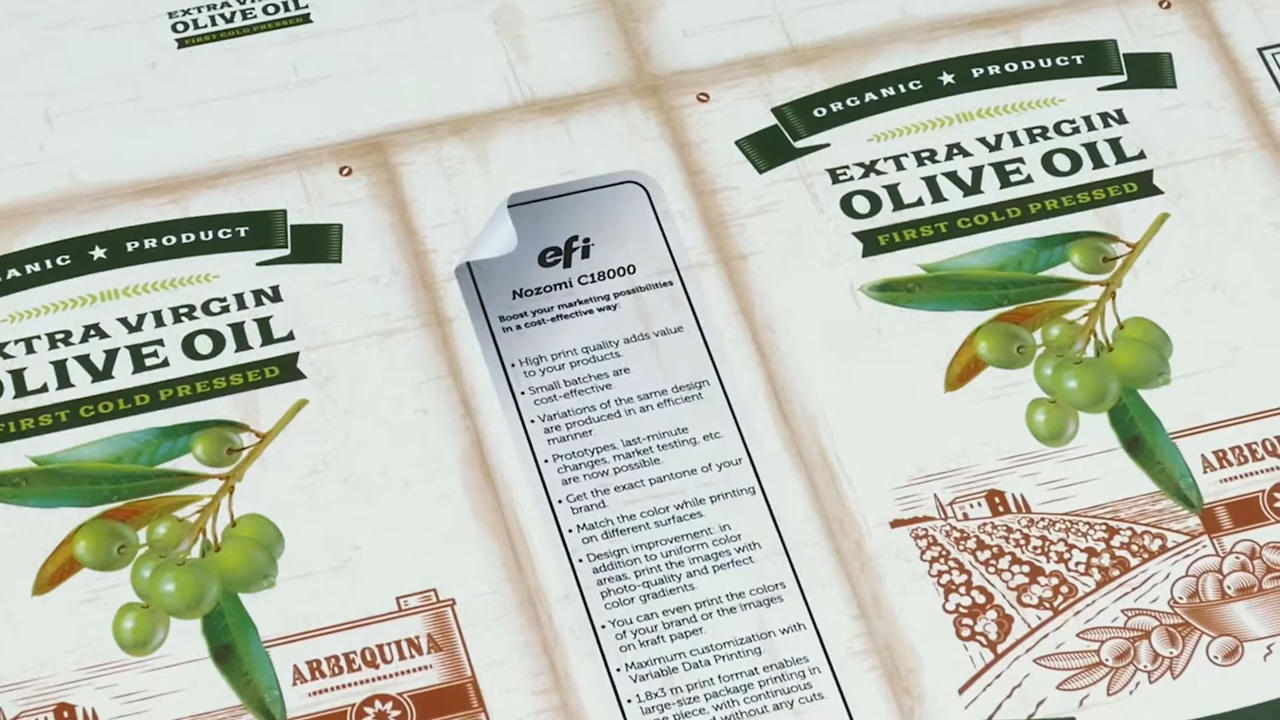 EXTRA
OLIVE OIL
FIRST COLD PRESSED
ORGANIC ★ PRODUCT
EXTRA VIRGIN
OLIVE OIL
FIRST COLD PRESSED
ARBEQ
ANIC ★ PRODUCT
XTRA VIRGIN
OLIVE OIL
FIRST COLD PRESSED
ARBEQUINA
efi
Nozomi C18000
Boost your marketing possibilities
in a cost-effective way:
• High print quality adds value
to your products.
• Small batches are
cost-effective.
• Variations of the same design
are produced in an efficient
manner.
• Prototypes, last-minute
changes, market testing, etc.
are now possible.
• Get the exact pantone of your
brand.
• Match the color while printing
on different surfaces.
• Design improvement: in
addition to uniform color
areas, print the images with
photo-quality and perfect
color gradients.
• You can even print the colors
of your brand or the images
on kraft paper.
• Maximum customization with
Variable Data Printing.
• 1.8x3 m print format enables
large-size package printing in
ne piece, with continuous
d without any cuts.